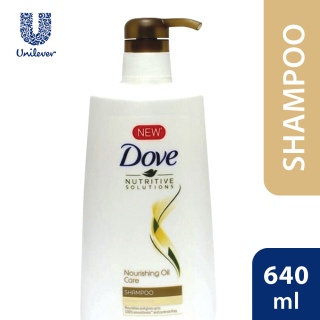 Unilever
SHAMPOO
NEW
Dove
NUTRITIVE
SOLUTIONS
Nourishing Oil
Care
SHAMPOO
640
ml